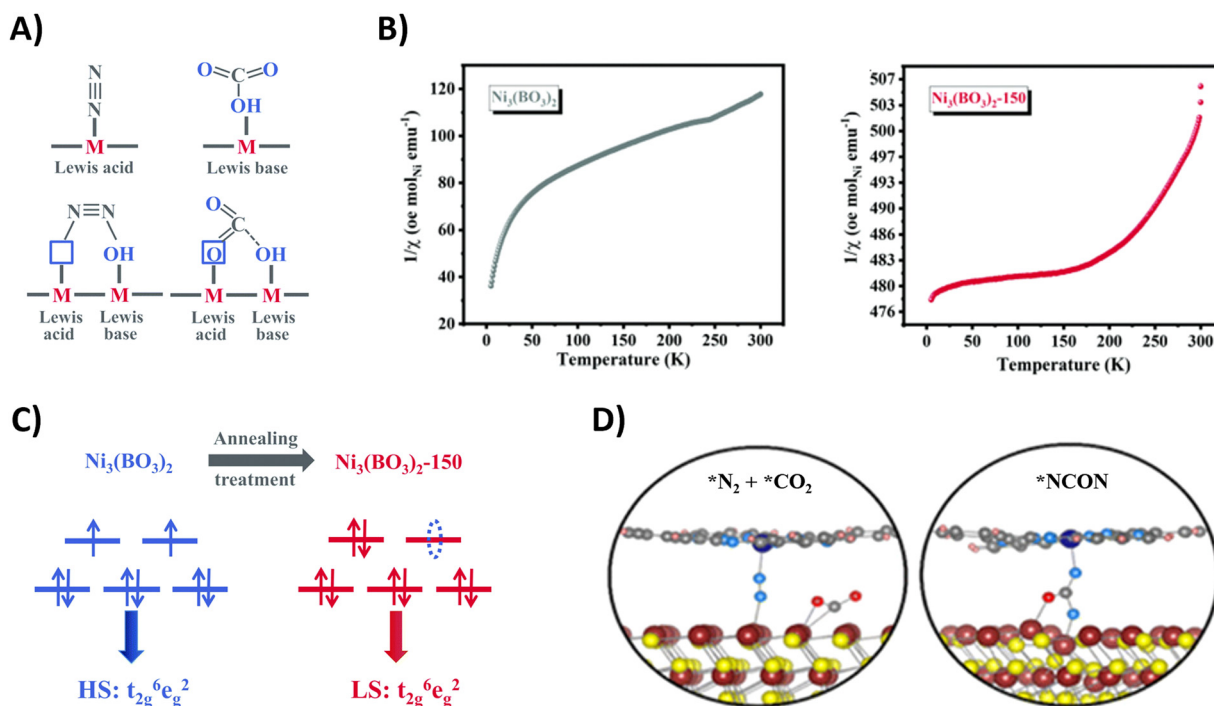 A)
N
N
M
Lewis acid
O C O
OH
M
Lewis base
N≡N
OH
M M
Lewis Lewis
acid base
O
C
O OH
M M
Lewis Lewis
acid base
B)
Ni₃(BO₃)₂
1/χ (oe molNi emu⁻¹)
120
100
80
60
40
20
0 50 100 150 200 250 300
Temperature (K)
Ni₃(BO₃)₂-150
1/χ (oe molNi emu⁻¹)
507
503
500
497
493
490
486
483
480
476
0 50 100 150 200 250 300
Temperature (K)
C)
Ni₃(BO₃)₂
Annealing
treatment
Ni₃(BO₃)₂-150
HS: t₂g⁶eg²
LS: t₂g⁶eg²
D)
*N₂ + *CO₂
*NCON